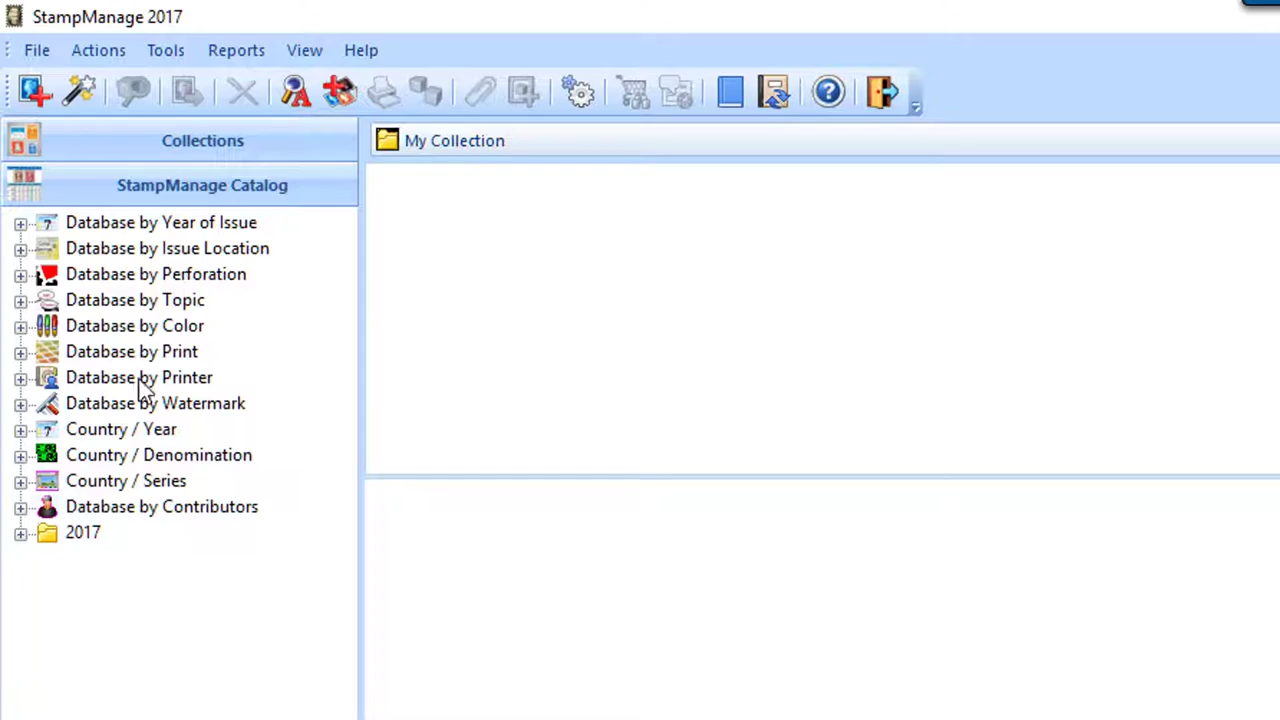 StampManage 2017
File Actions Tools Reports View Help
Collections
My Collection
StampManage Catalog
Database by Year of Issue
Database by Issue Location
Database by Perforation
Database by Topic
Database by Color
Database by Print
Database by Printer
Database by Watermark
Country / Year
Country / Denomination
Country / Series
Database by Contributors
2017